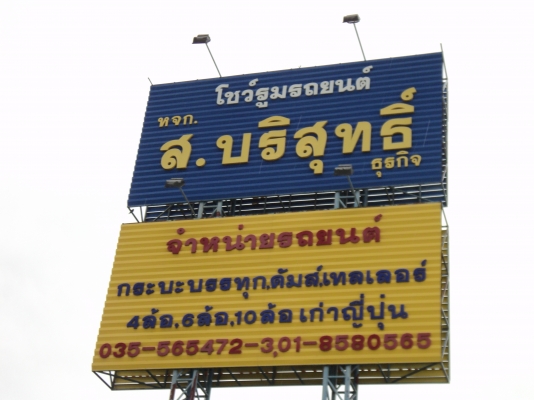 โชว์รูมรถยนต์
หจก.
ส.บริสุทธิ์
ธุรกิจ
จำหน่ายรถยนต์
กระบะบรรทุก,ดัมส์,เทลเลอร์
4ล้อ,6ล้อ,10ล้อ เก่าญี่ปุ่น
035-565472-3,01-8580565